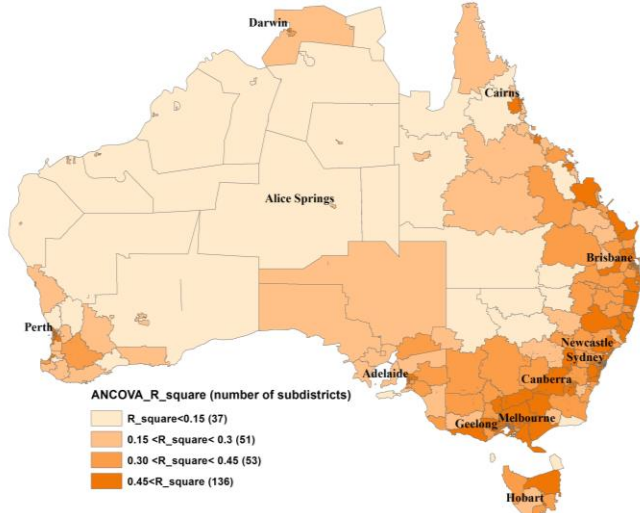 Darwin
Cairns
Alice Springs
Brisbane
Perth
Newcastle
Sydney
Adelaide
Canberra
ANCOVA_R_square (number of subdistricts)
R_square<0.15 (37)
0.15 <R_square< 0.3 (51)
0.30 <R_square< 0.45 (53)
0.45<R_square (136)
Geelong
Melbourne
Hobart